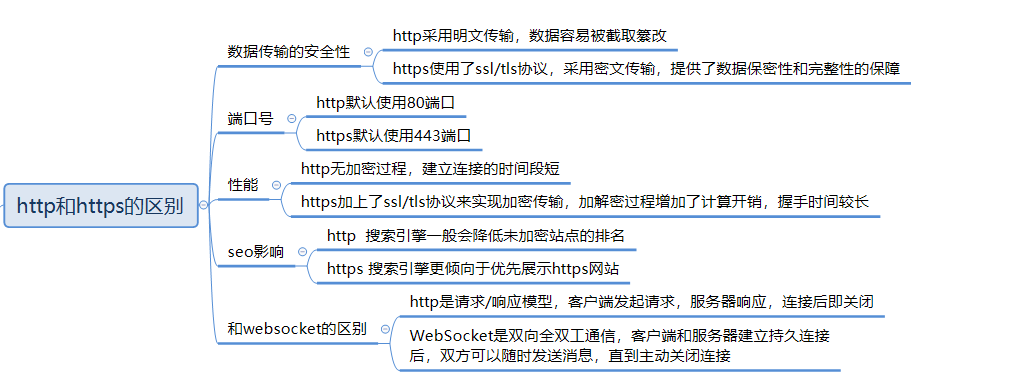 http和https的区别
数据传输的安全性
http采用明文传输，数据容易被截取篡改
https使用了ssl/tls协议，采用密文传输，提供了数据保密性和完整性的保障
端口号
http默认使用80端口
https默认使用443端口
性能
http无加密过程，建立连接的时间段短
https加上了ssl/tls协议来实现加密传输，加解密过程增加了计算开销，握手时间较长
seo影响
http 搜索引擎一般会降低未加密站点的排名
https 搜索引擎更倾向于优先展示https网站
和websocket的区别
http是请求/响应模型，客户端发起请求，服务器响应，连接后即关闭
WebSocket是双向全双工通信，客户端和服务器建立持久连接
后，双方可以随时发送消息，直到主动关闭连接